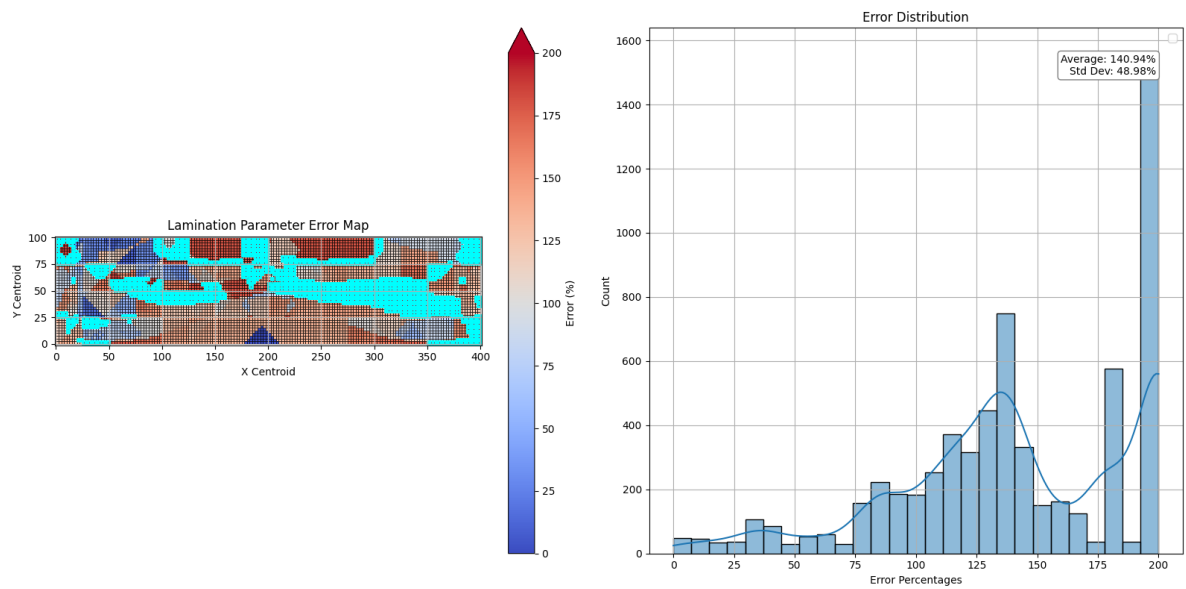 Lamination Parameter Error Map
100
75
50
25
0
0 50 100 150 200 250 300 350 400
X Centroid
Y Centroid
200
175
150
125
100
75
50
25
0
Error (%)
Error Distribution
1600
1400
1200
1000
800
600
400
200
0
Count
Average: 140.94%
Std Dev: 48.98%
0 25 50 75 100 125 150 175 200
Error Percentages